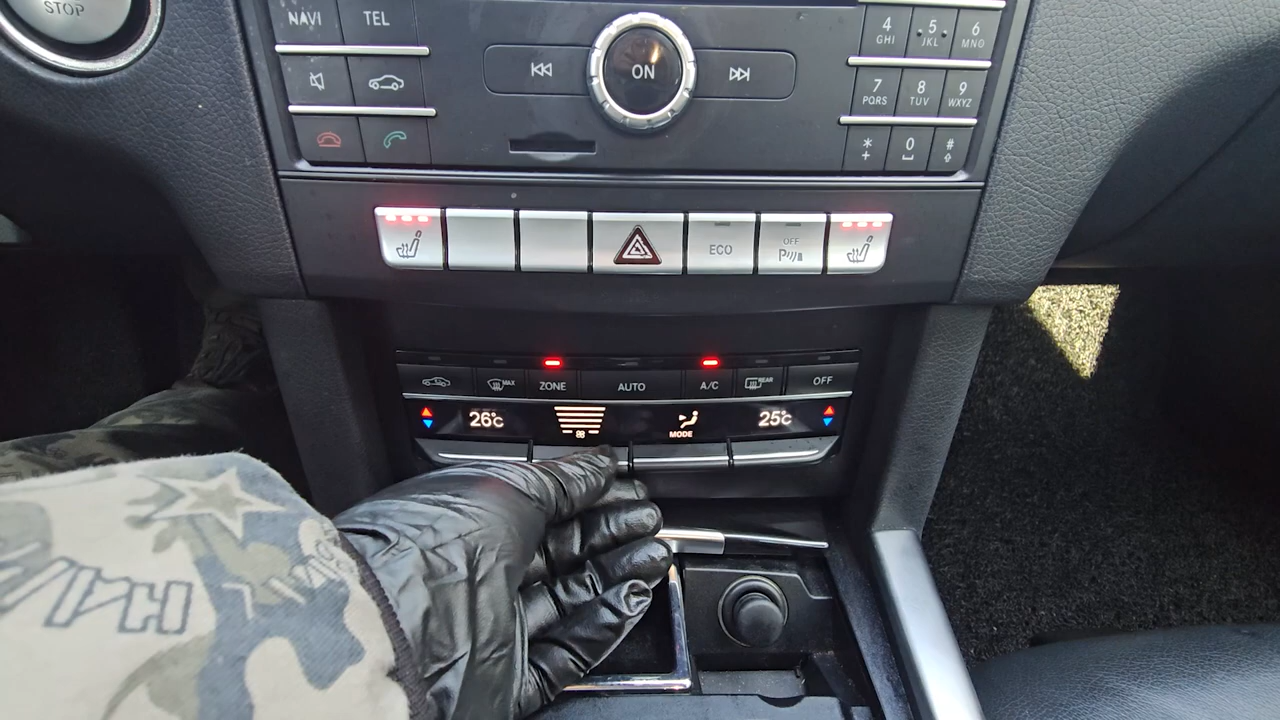 STOP
NAVI TEL
4 GHI 5 JKL 6 MNO
ON
7 PQRS 8 TUV 9 WXYZ
* + 0 #
ECO OFF
P
MAX ZONE AUTO A/C REAR OFF
26°C MODE 25°C